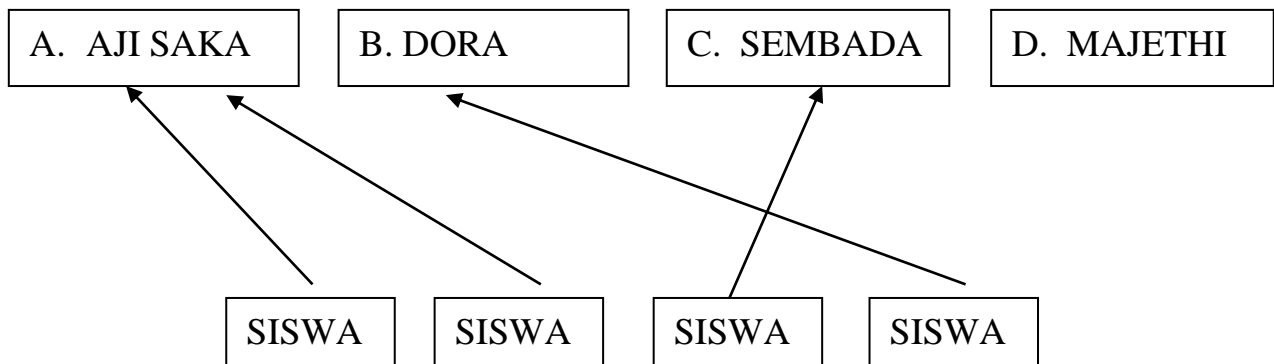 A. AJI SAKA
B. DORA
C. SEMBADA
D. MAJETHI
SISWA
SISWA
SISWA
SISWA